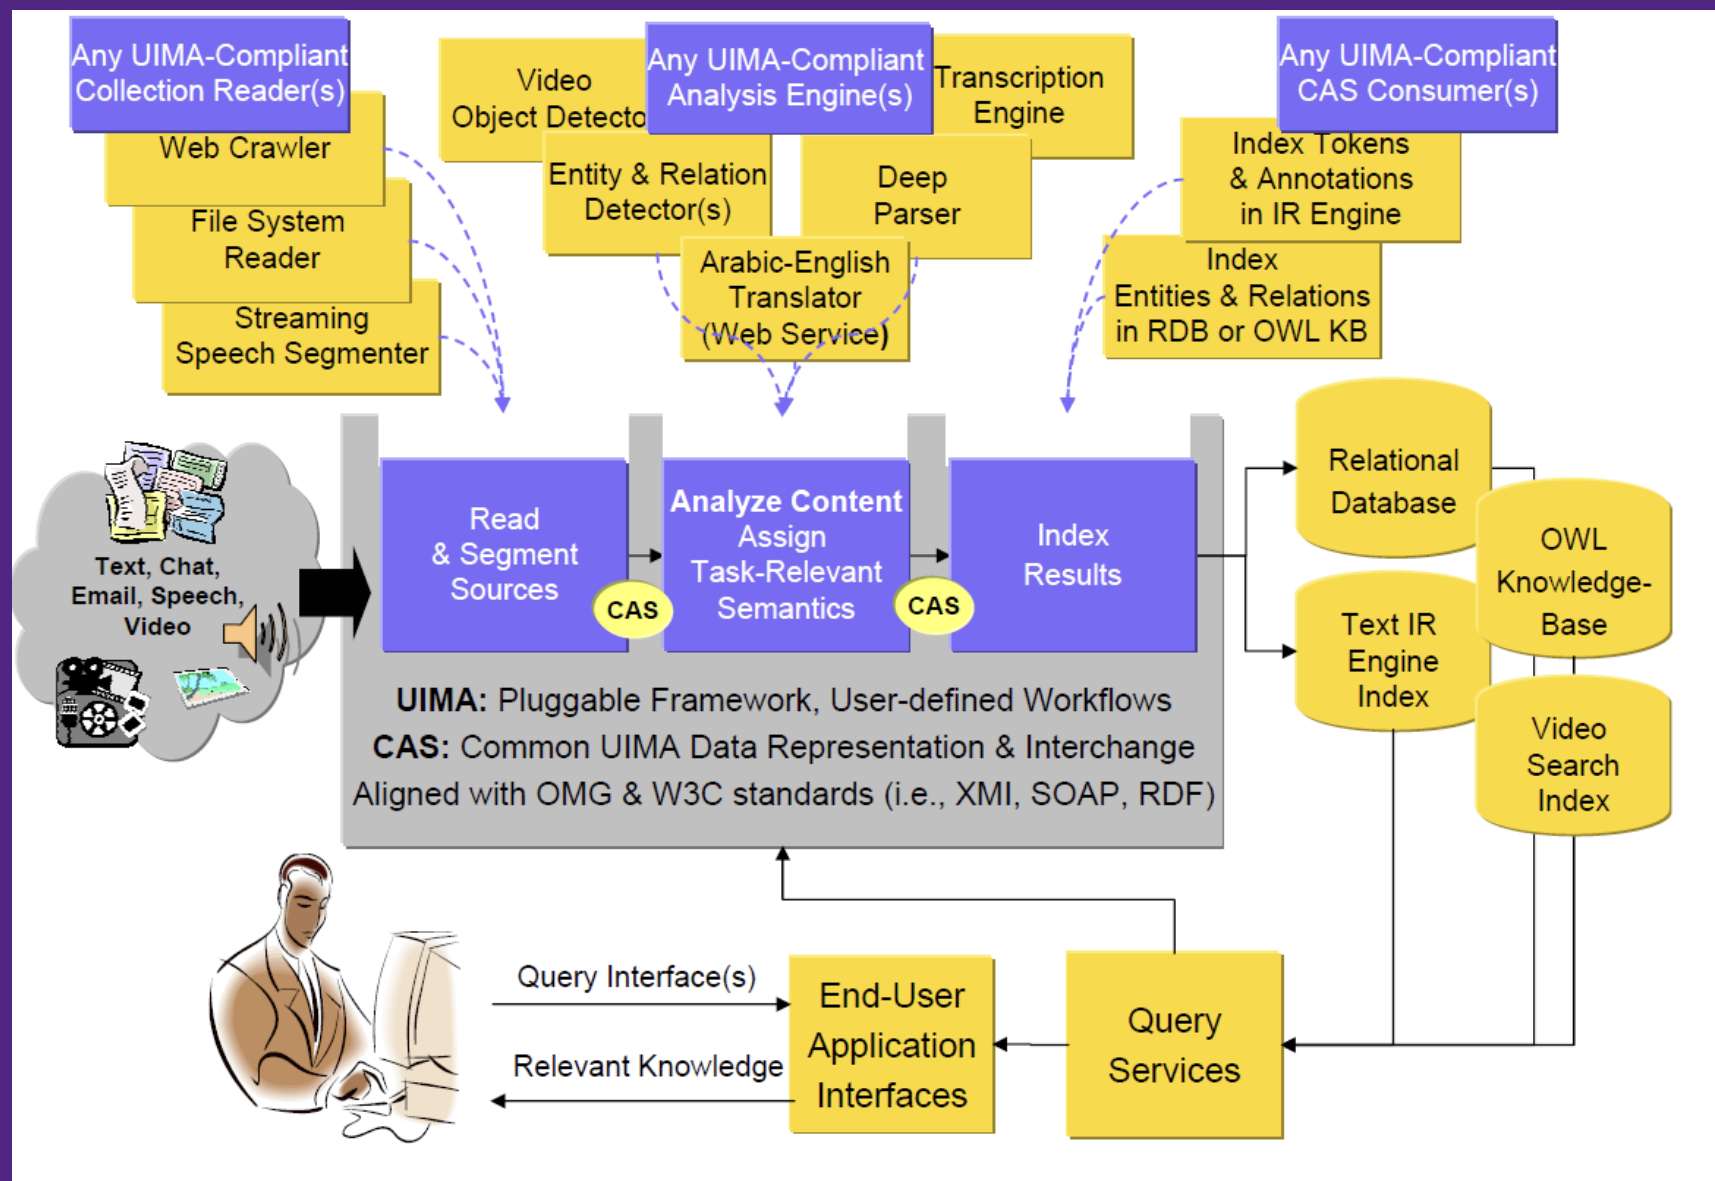 Any UIMA-Compliant
Collection Reader(s)
Web Crawler
File System
Reader
Streaming
Speech Segmenter
Video
Object Detecto
Any UIMA-Compliant
Analysis Engine(s)
Transcription
Engine
Entity & Relation
Detector(s)
Deep
Parser
Arabic-English
Translator
(Web Service)
Any UIMA-Compliant
CAS Consumer(s)
Index Tokens
& Annotations
in IR Engine
Index
Entities & Relations
in RDB or OWL KB
Text, Chat,
Email, Speech,
Video
Read
& Segment
Sources
CAS
Analyze Content
Assign
Task-Relevant
Semantics
CAS
Index
Results
UIMA: Pluggable Framework, User-defined Workflows
CAS: Common UIMA Data Representation & Interchange
Aligned with OMG & W3C standards (i.e., XMI, SOAP, RDF)
Relational
Database
OWL
Knowledge-
Base
Text IR
Engine
Index
Video
Search
Index
Query Interface(s)
Relevant Knowledge
End-User
Application
Interfaces
Query
Services